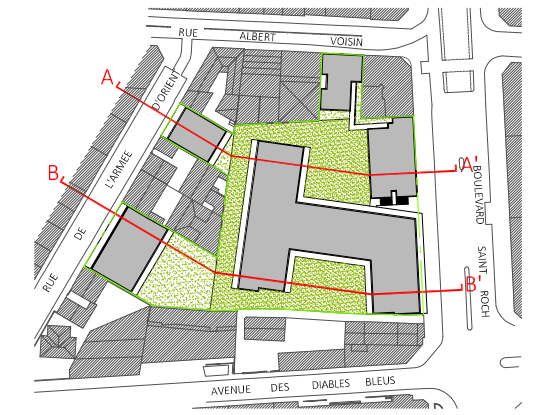 RUE ALBERT VOISIN
A
RUE DE L'ARMEE D'ORIENT
B
A'
BOULEVARD SAINT ROCH
B'
AVENUE DES DIABLES BLEUS